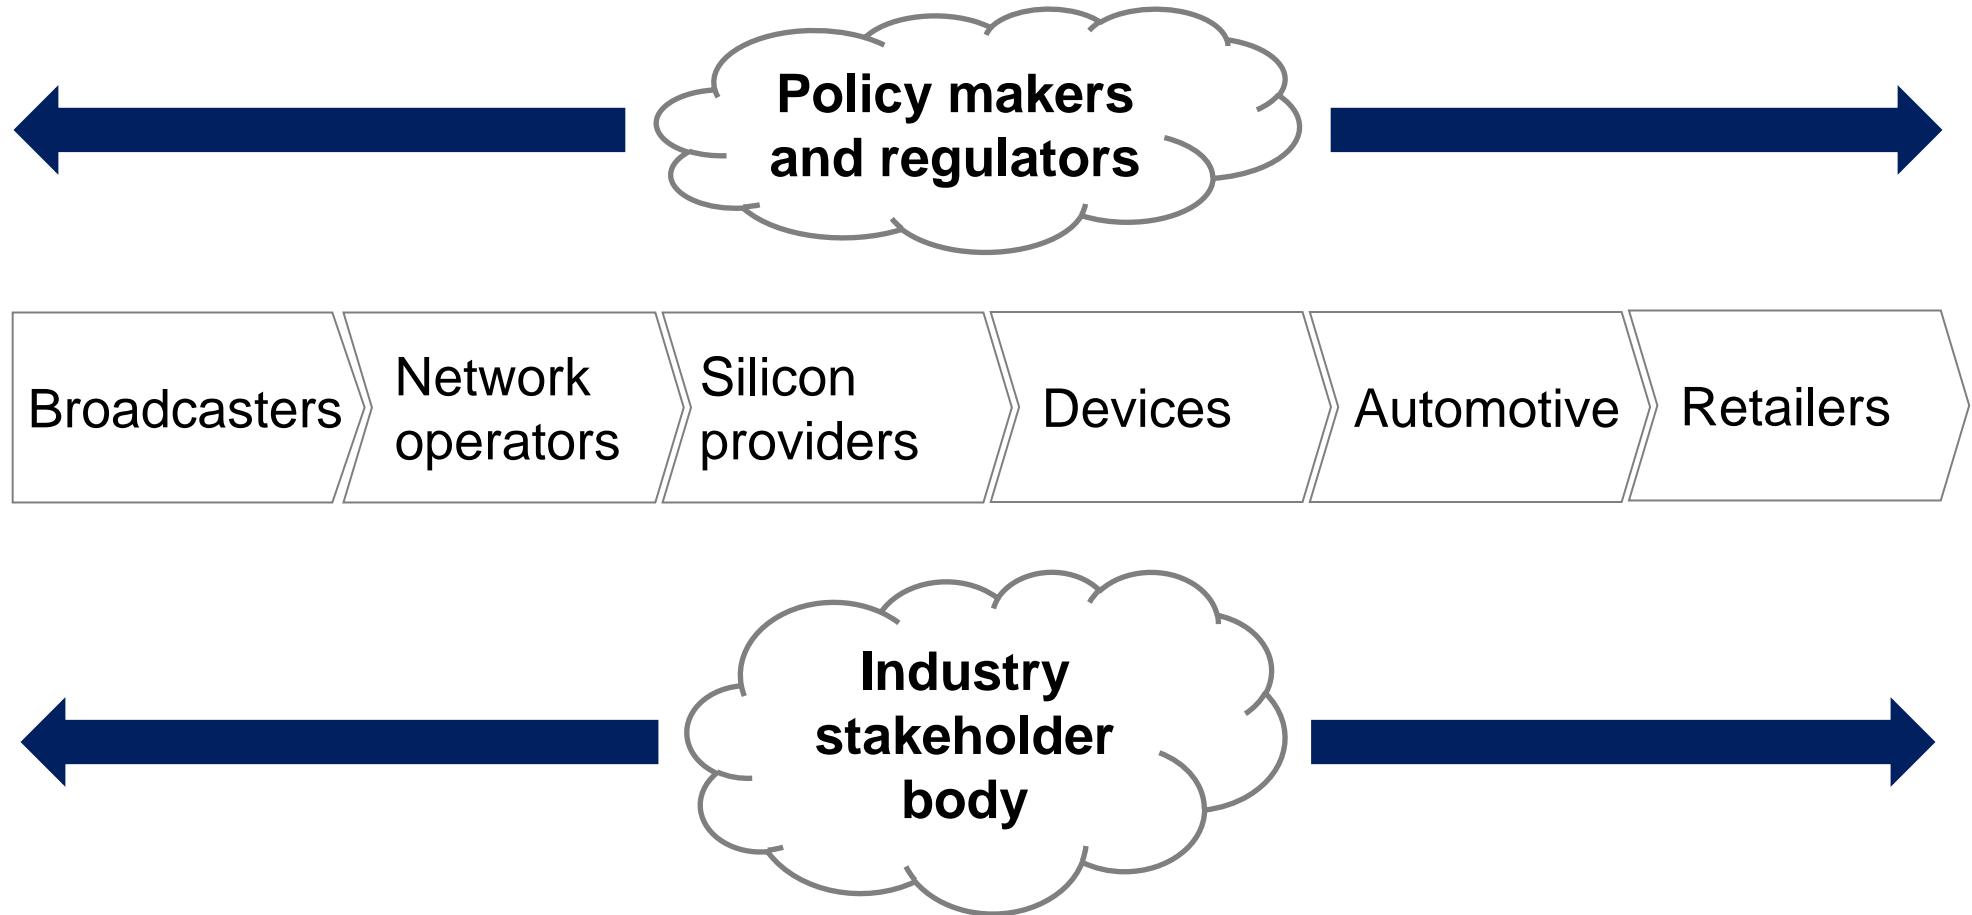 Policy makers
and regulators
Broadcasters
Network
operators
Silicon
providers
Devices
Automotive
Retailers
Industry
stakeholder
body